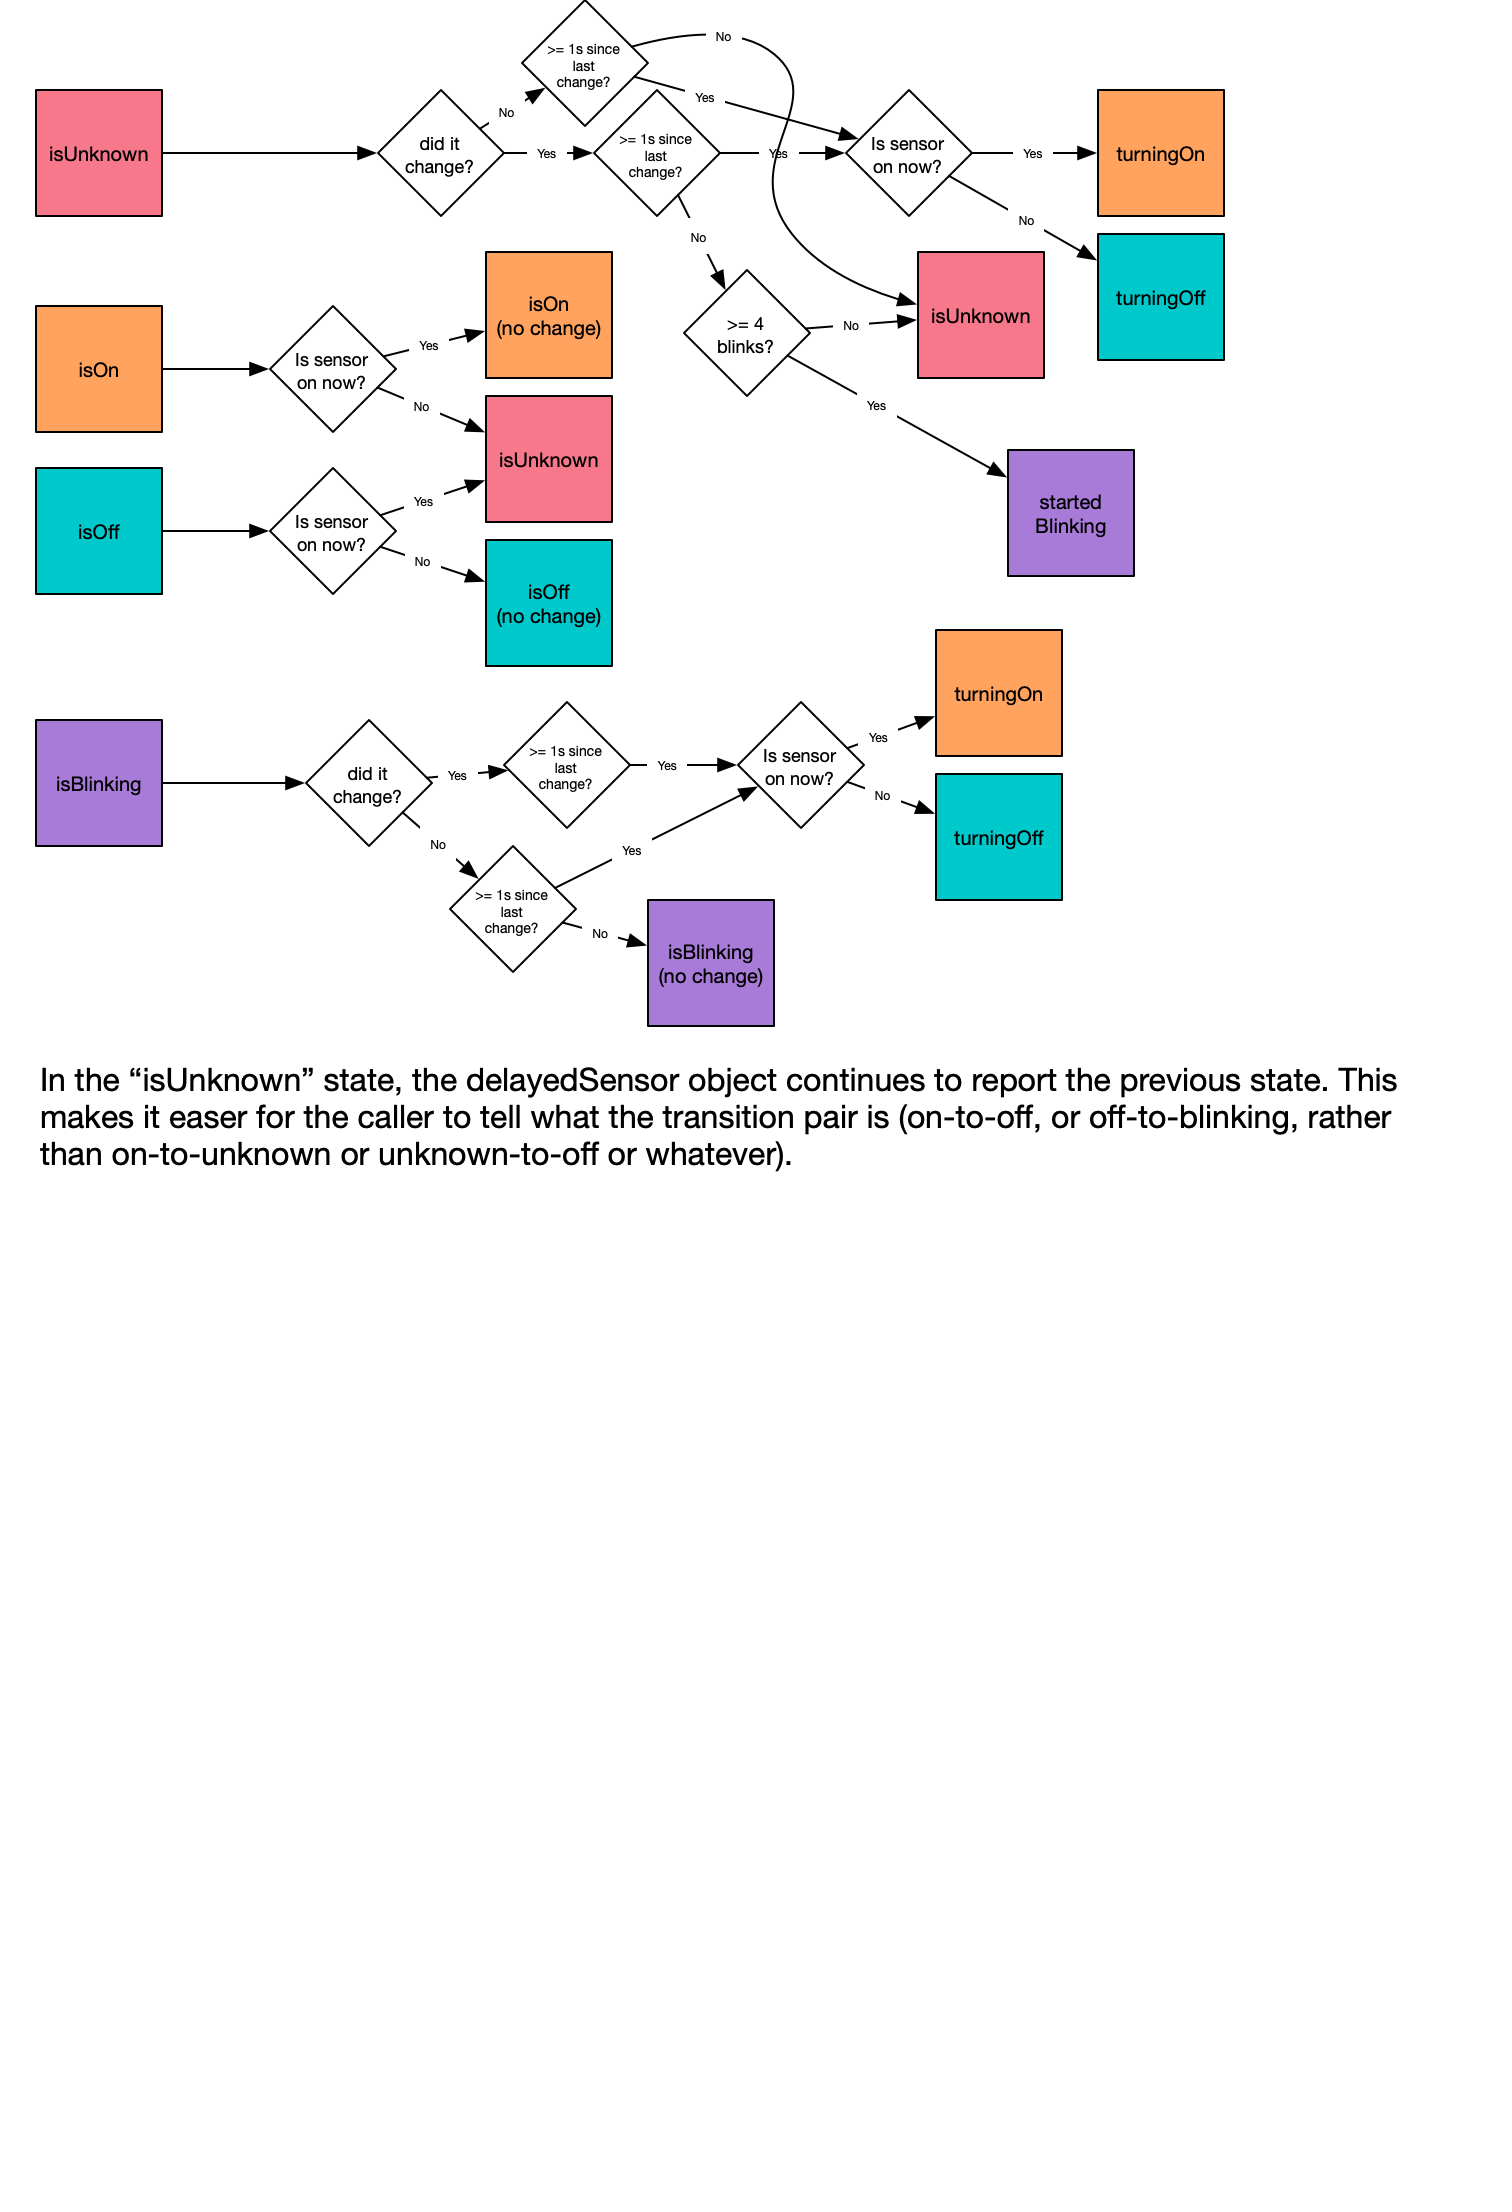 >= 1s since
last
change?
No
Yes
isUnknown
No
did it
change?
Yes
>= 1s since
last
change?
Yes
Is sensor
on now?
Yes
turningOn
No
No
turningOff
isOn
(no change)
isUnknown
>= 4
blinks?
No
Yes
isOn
Is sensor
on now?
Yes
No
isUnknown
started
Blinking
isOff
Is sensor
on now?
Yes
No
isOff
(no change)
turningOn
isBlinking
did it
change?
Yes
>= 1s since
last
change?
Yes
Is sensor
on now?
Yes
No
turningOff
No
>= 1s since
last
change?
Yes
No
isBlinking
(no change)
In the “isUnknown” state, the delayedSensor object continues to report the previous state. This
makes it easer for the caller to tell what the transition pair is (on-to-off, or off-to-blinking, rather
than on-to-unknown or unknown-to-off or whatever).